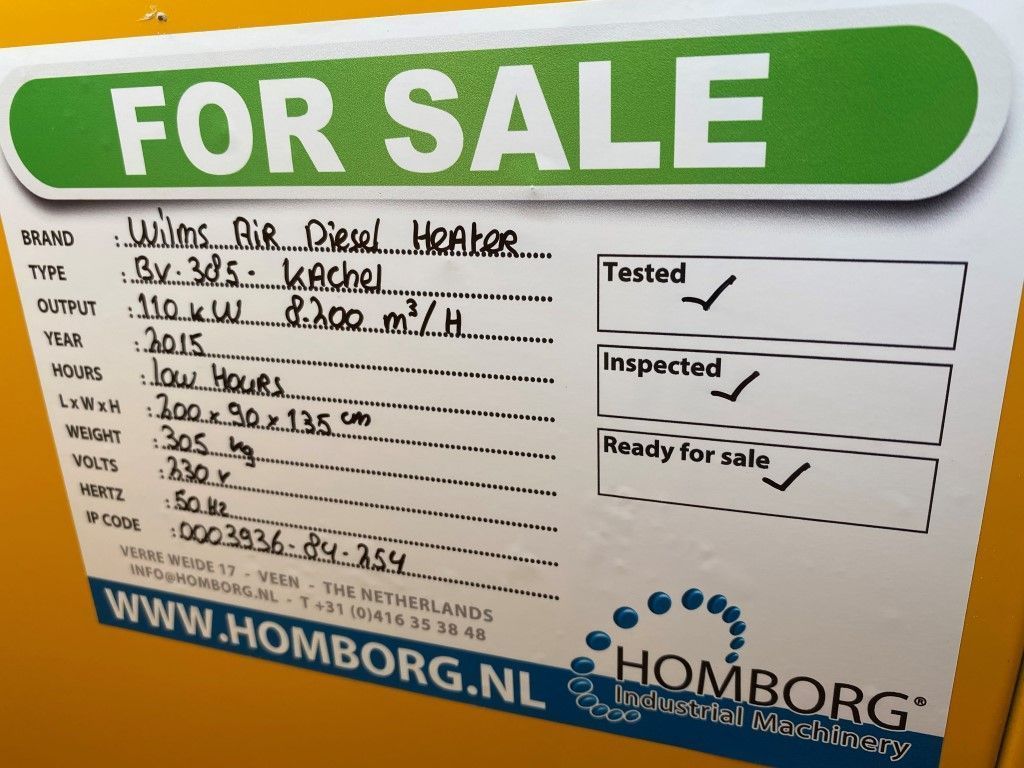 FOR SALE
BRAND : Wilms Air Diesel Heater
TYPE : BV.385. Kachel
OUTPUT : 110 kW 8.200 m³/H
YEAR : 2015
HOURS : low Hours
LxWxH : 200 x 90 x 135 cm
WEIGHT : 305 kg
VOLTS : 230 v
HERTZ : 50 Hz
IP CODE : 0003936-84-254
Tested ✓
Inspected ✓
Ready for sale ✓
VERRE WEIDE 17 - VEEN - THE NETHERLANDS
INFO@HOMBORG.NL - T +31 (0)416 35 38 48
WWW.HOMBORG.NL
HOMBORG®
Industrial Machinery